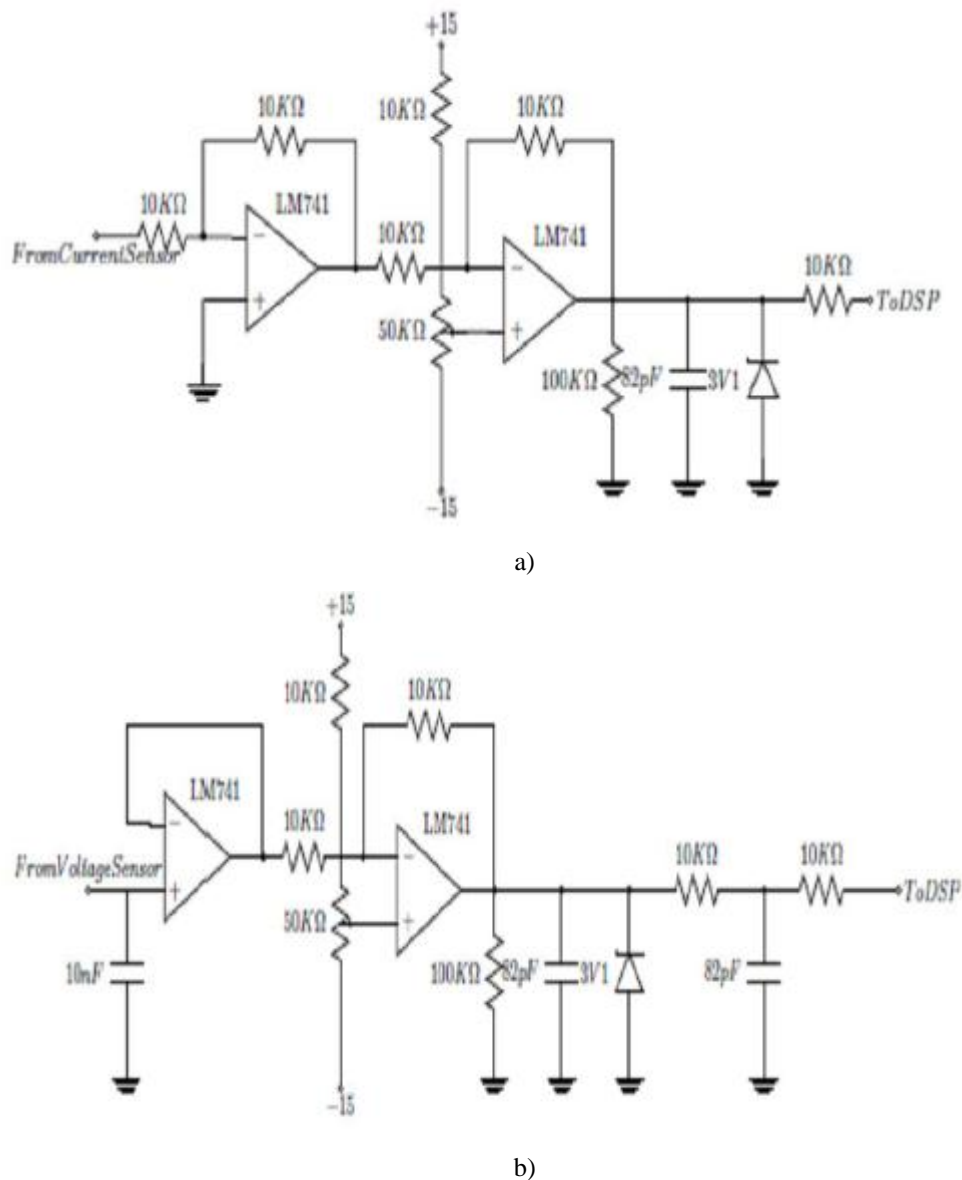 +15
10KΩ
10KΩ
10KΩ
LM741
10KΩ
LM741
10KΩ
FromCurrentSensor
10KΩ
ToDSP
50KΩ
100KΩ
82pF
3V1
−15
a)
+15
10KΩ
10KΩ
LM741
10KΩ
LM741
FromVoltageSensor
10KΩ
10KΩ
ToDSP
50KΩ
10nF
100KΩ
82pF
3V1
82pF
−15
b)